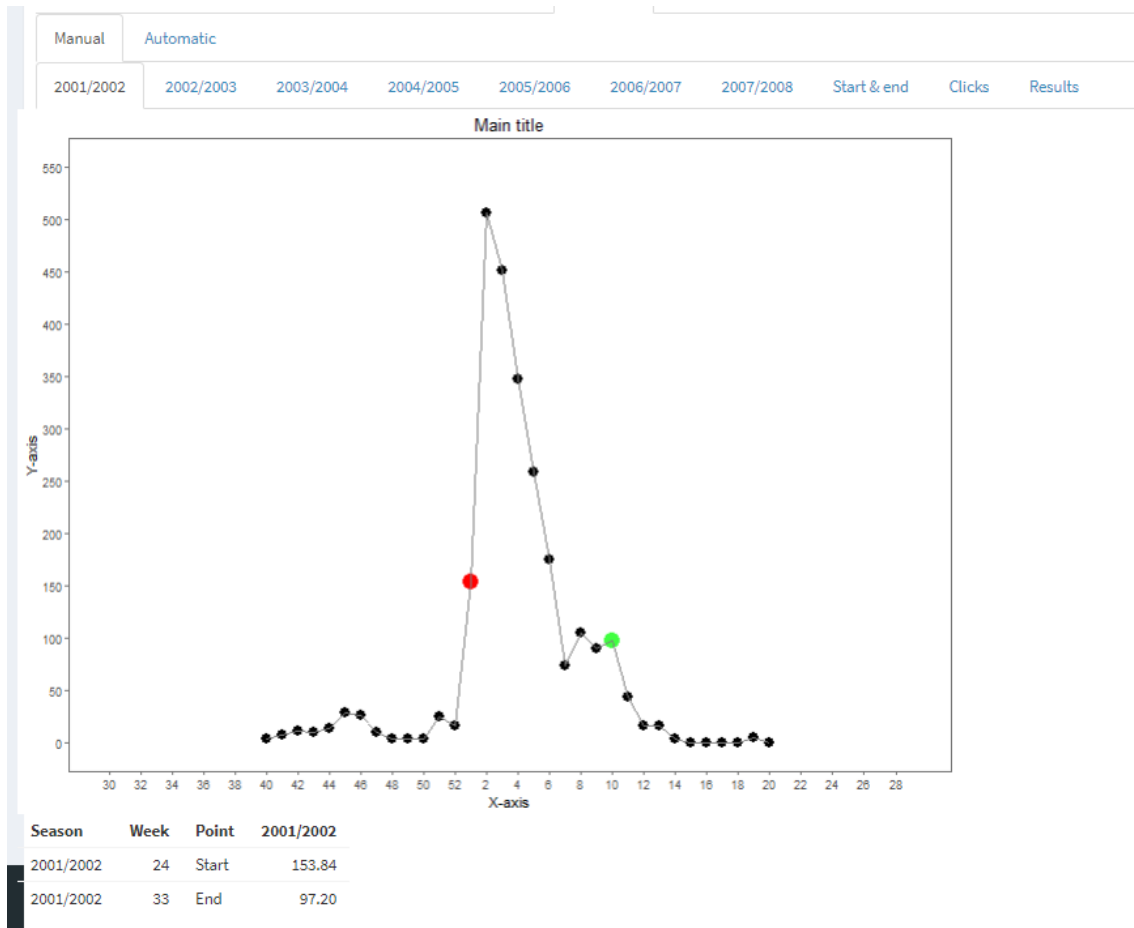 Manual Automatic
2001/2002 2002/2003 2003/2004 2004/2005 2005/2006 2006/2007 2007/2008 Start & end Clicks Results
Main title
550
500
450
400
350
300
250
200
150
100
50
0
Y-axis
30 32 34 36 38 40 42 44 46 48 50 52 2 4 6 8 10 12 14 16 18 20 22 24 26 28
X-axis
Season Week Point 2001/2002
2001/2002 24 Start 153.84
2001/2002 33 End 97.20